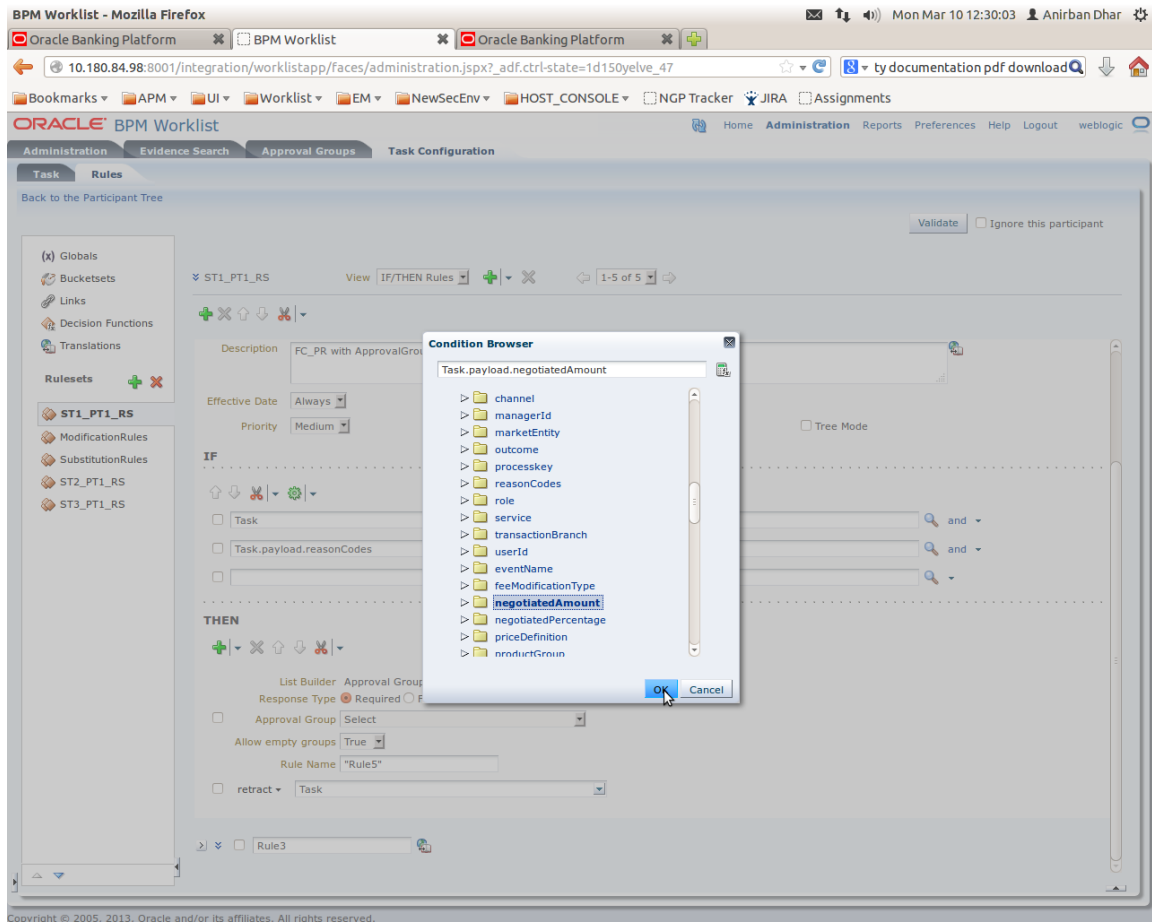 BPM Worklist - Mozilla Firefox
Mon Mar 10 12:30:03 Anirban Dhar
Oracle Banking Platform
BPM Worklist
Oracle Banking Platform
10.180.84.98:8001/integration/worklistapp/faces/administration.jspx?_adf.ctrl-state=1d150yelve_47
ty documentation pdf download
Bookmarks APM UI Worklist EM NewSecEnv HOST_CONSOLE NGP Tracker JIRA Assignments
ORACLE BPM Worklist
Home Administration Reports Preferences Help Logout weblogic
Administration Evidence Search Approval Groups Task Configuration
Task Rules
Back to the Participant Tree
Validate Ignore this participant
(x) Globals
Bucketsets
Links
Decision Functions
Translations
Rulesets
ST1_PT1_RS
ModificationRules
SubstitutionRules
ST2_PT1_RS
ST3_PT1_RS
ST1_PT1_RS View IF/THEN Rules 1-5 of 5
Description FC_PR with ApprovalGrou
Effective Date Always
Priority Medium
Tree Mode
IF
Task
and
Task.payload.reasonCodes
and
THEN
List Builder Approval Group
Response Type Required F
Approval Group Select
Allow empty groups True
Rule Name "Rule5"
retract Task
Rule3
Condition Browser
Task.payload.negotiatedAmount
channel
managerId
marketEntity
outcome
processkey
reasonCodes
role
service
transactionBranch
userId
eventName
feeModificationType
negotiatedAmount
negotiatedPercentage
priceDefinition
productGroup
OK Cancel
Copyright © 2005, 2013, Oracle and/or its affiliates. All rights reserved.